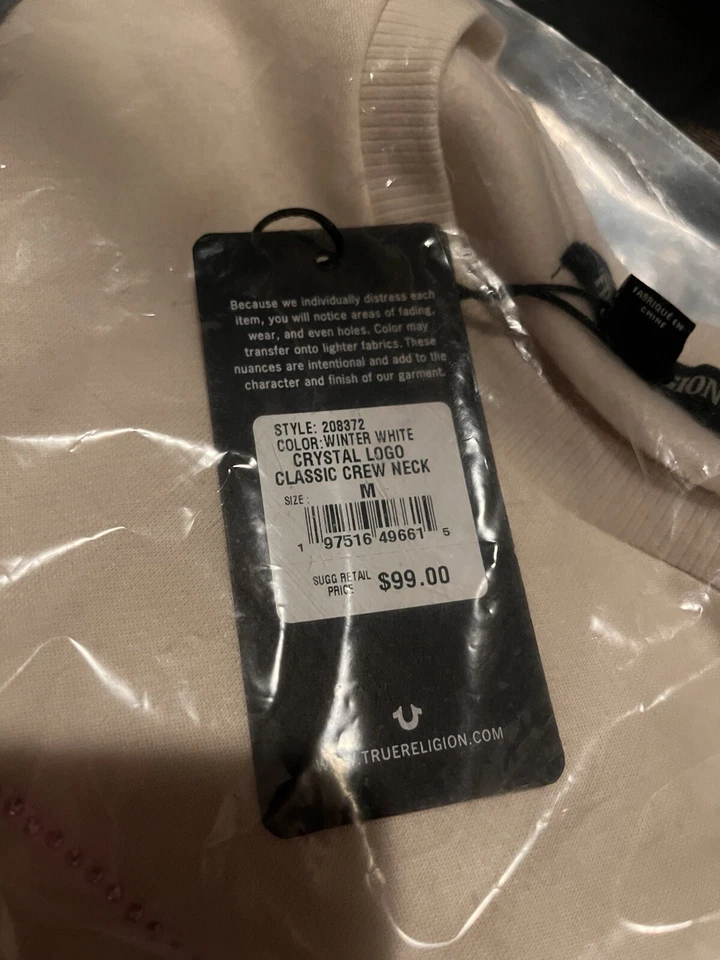 Because we individually distress each
item, you will notice areas of fading,
wear, and even holes. Color may
transfer onto lighter fabrics. These
nuances are intentional and add to the
character and finish of our garment.
STYLE: 208372
COLOR:WINTER WHITE
CRYSTAL LOGO
CLASSIC CREW NECK
SIZE: M
1 97516 49661 5
SUGG RETAIL
PRICE $99.00
.TRUERELIGION.COM
FABRIQUÉ EN
CHINE